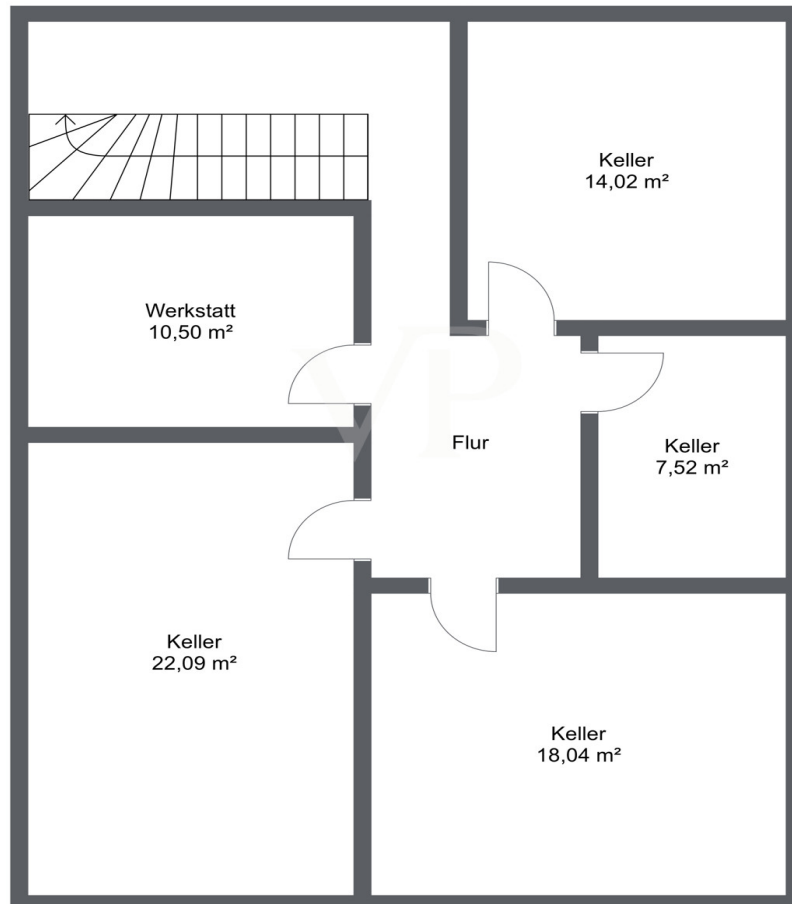 Keller
14,02 m²
Werkstatt
10,50 m²
VP
Flur
Keller
7,52 m²
Keller
22,09 m²
Keller
18,04 m²